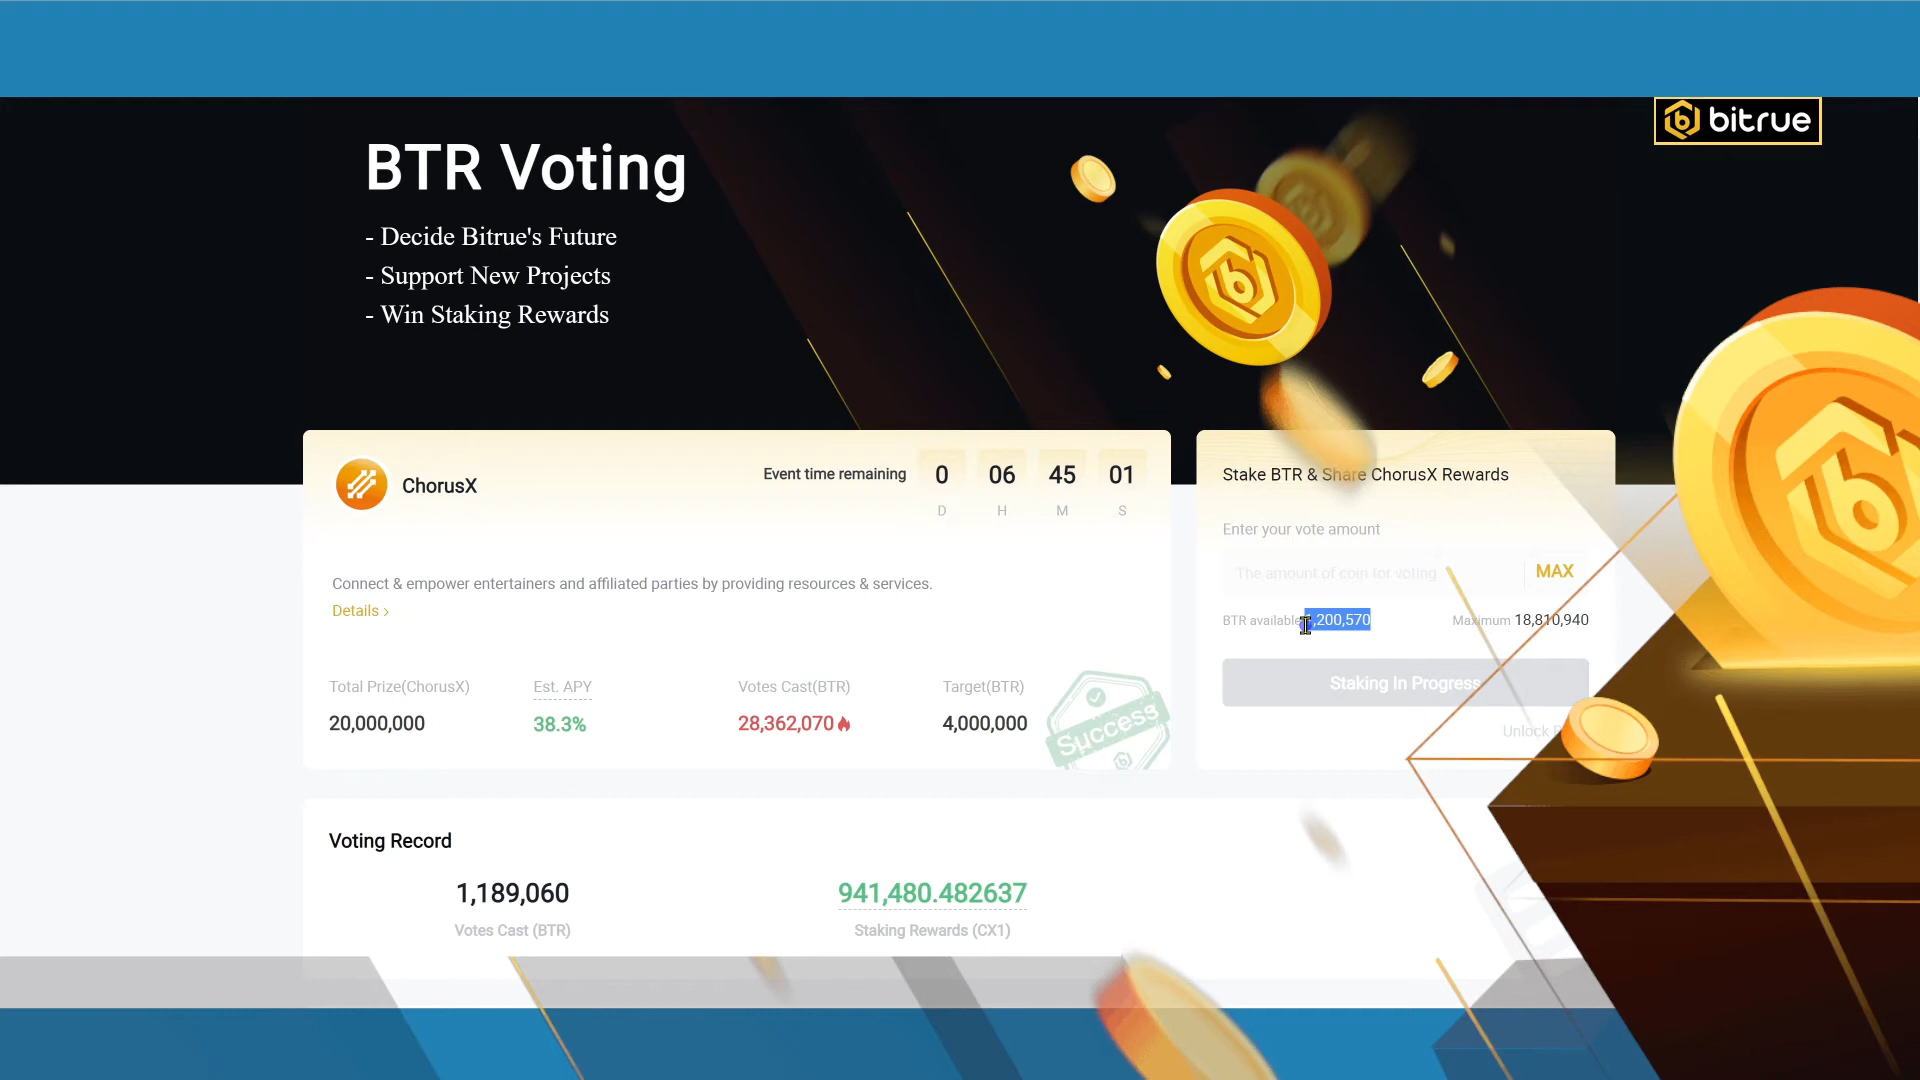 bitrue
BTR Voting
- Decide Bitrue's Future
- Support New Projects
- Win Staking Rewards
ChorusX
Event time remaining
0 06 45 01
D H M S
Connect & empower entertainers and affiliated parties by providing resources & services.
Details >
Total Prize(ChorusX) Est. APY Votes Cast(BTR) Target(BTR)
20,000,000 38.3% 28,362,070 4,000,000
Success
Stake BTR & Share ChorusX Rewards
Enter your vote amount
The amount of coin for voting MAX
BTR available 1,200,570 Maximum 18,810,940
Staking In Progress
Unlock
Voting Record
1,189,060 941,480.482637
Votes Cast (BTR) Staking Rewards (CX1)